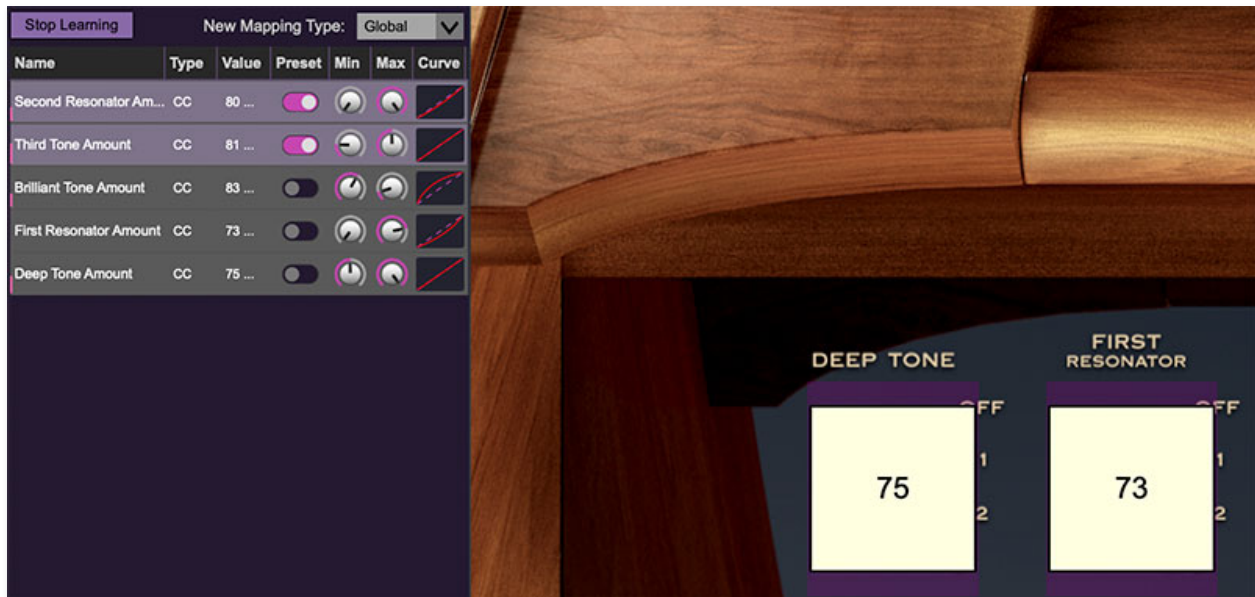 Stop Learning New Mapping Type: Global
Name Type Value Preset Min Max Curve
Second Resonator Am... CC 80 ...
Third Tone Amount CC 81 ...
Brilliant Tone Amount CC 83 ...
First Resonator Amount CC 73 ...
Deep Tone Amount CC 75 ...
DEEP TONE
OFF
1
2
75
FIRST
RESONATOR
OFF
1
2
73